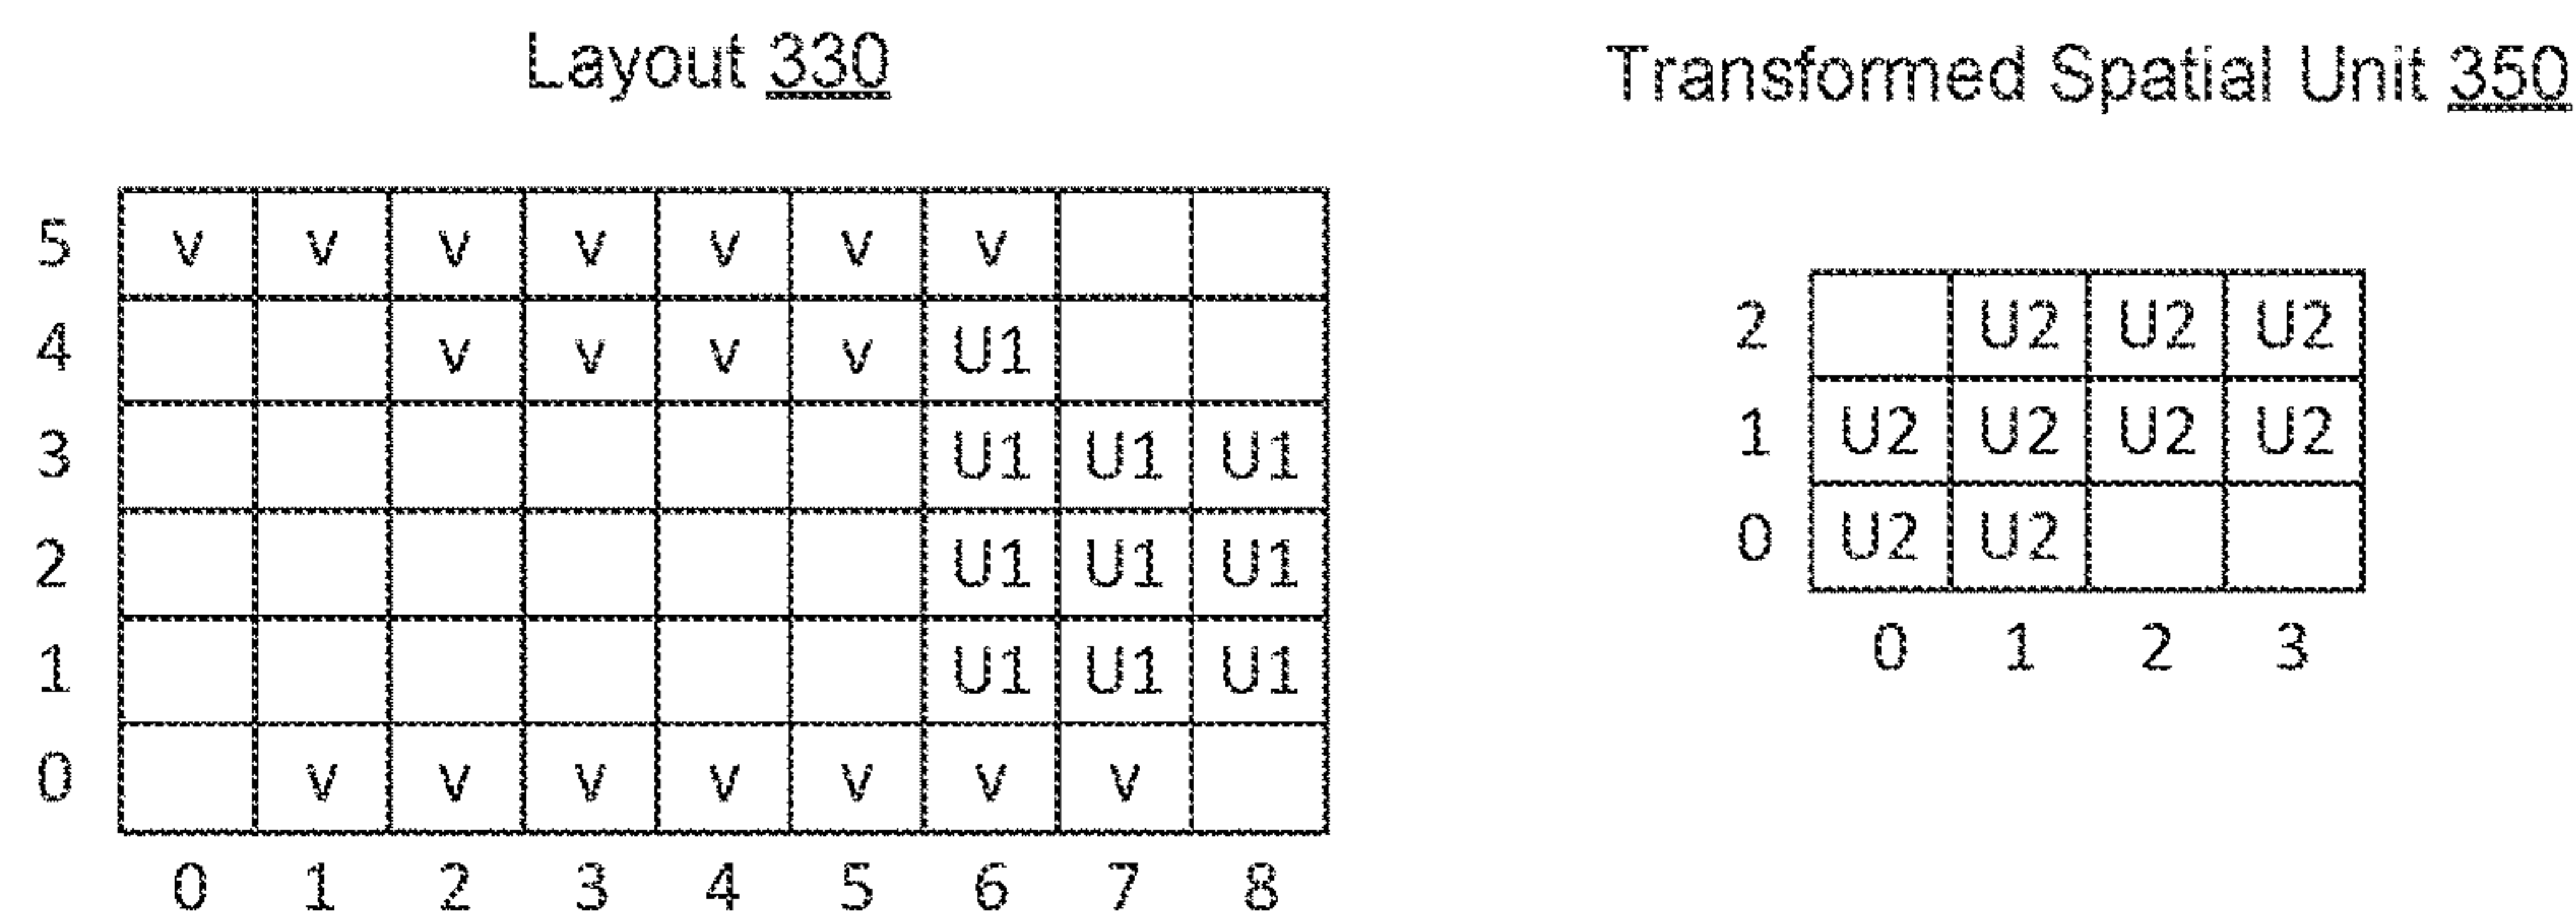 Layout 330
Transformed Spatial Unit 350
5 v v v v v v v
4 v v v v U1
3 U1 U1 U1
2 U1 U1 U1
1 U1 U1 U1
0 v v v v v v v
0 1 2 3 4 5 6 7 8
2 U2 U2 U2
1 U2 U2 U2 U2
0 U2 U2
0 1 2 3